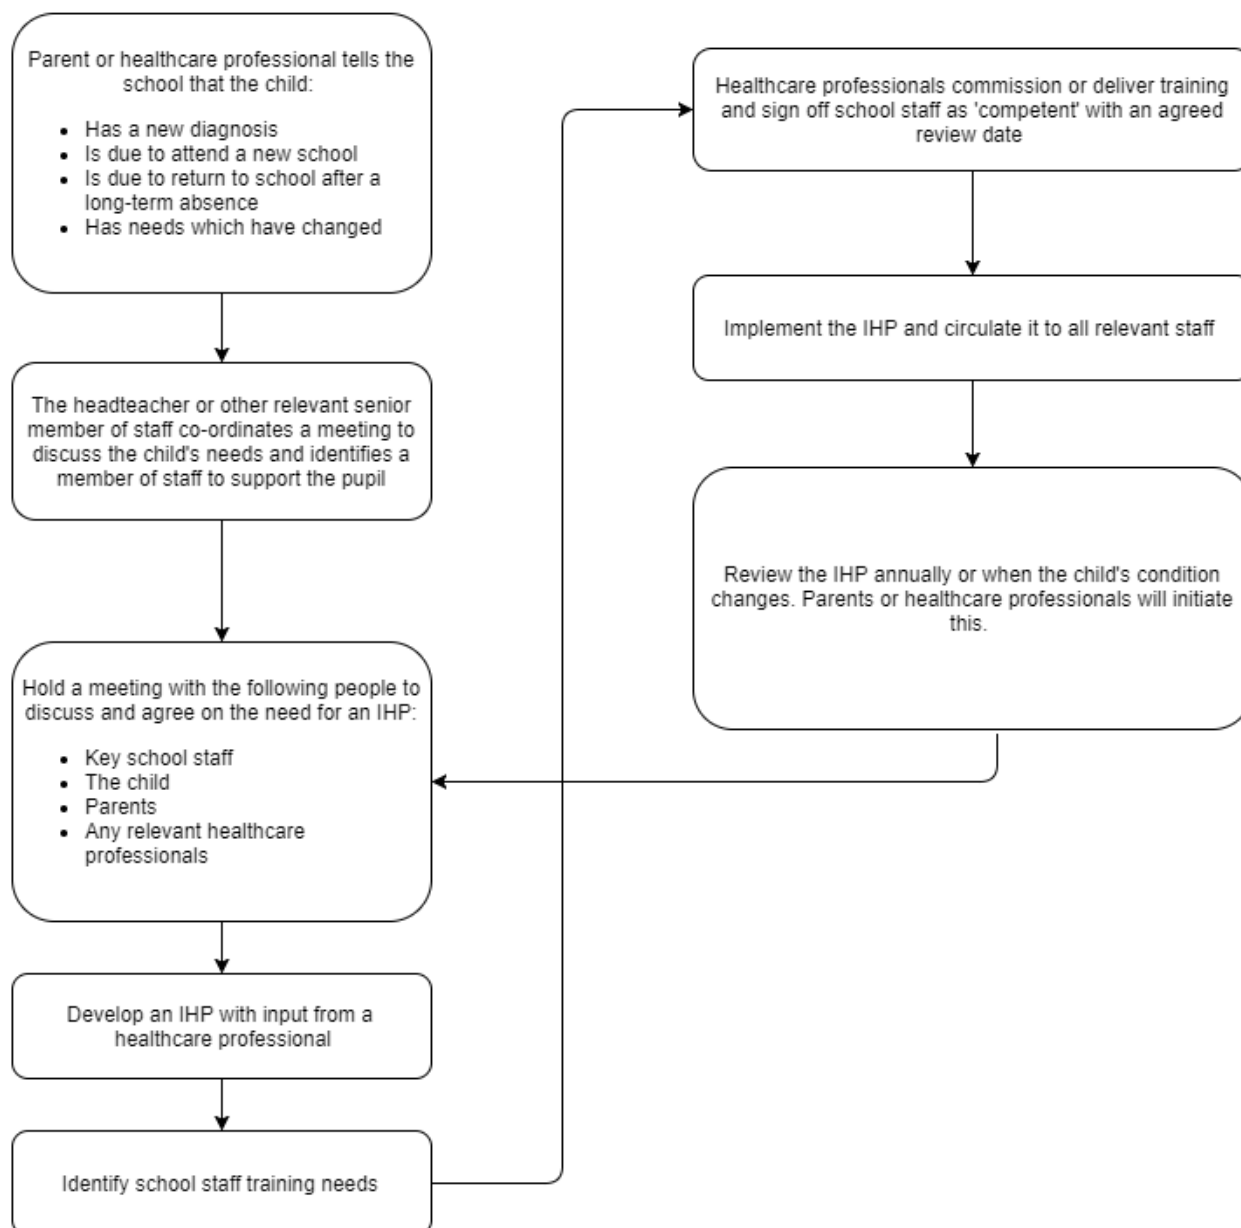 Parent or healthcare professional tells the
school that the child:
• Has a new diagnosis
• Is due to attend a new school
• Is due to return to school after a
long-term absence
• Has needs which have changed
The headteacher or other relevant senior
member of staff co-ordinates a meeting to
discuss the child's needs and identifies a
member of staff to support the pupil
Hold a meeting with the following people to
discuss and agree on the need for an IHP:
• Key school staff
• The child
• Parents
• Any relevant healthcare
professionals
Develop an IHP with input from a
healthcare professional
Identify school staff training needs
Healthcare professionals commission or deliver training
and sign off school staff as 'competent' with an agreed
review date
Implement the IHP and circulate it to all relevant staff
Review the IHP annually or when the child's condition
changes. Parents or healthcare professionals will initiate
this.